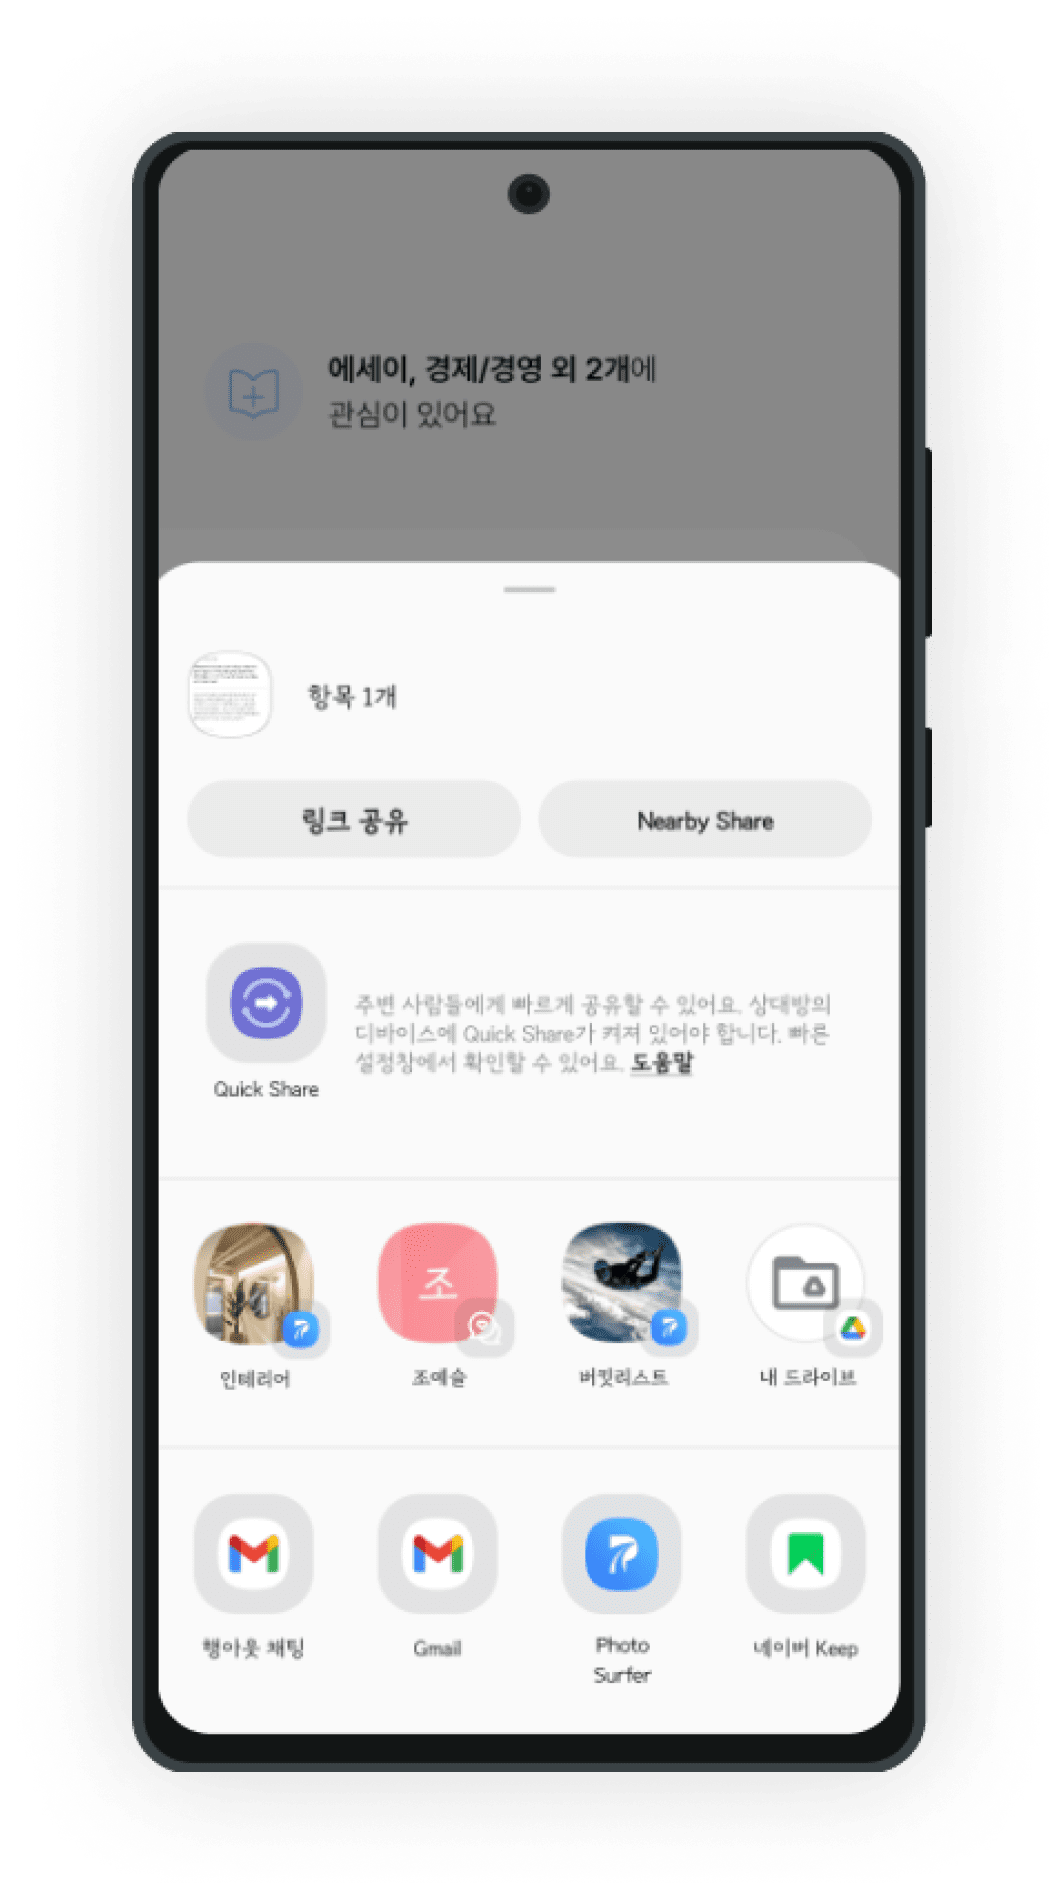 에세이, 경제/경영 외 2개에
관심이 있어요
항목 1개
링크 공유
Nearby Share
주변 사람들에게 빠르게 공유할 수 있어요. 상대방의
디바이스에 Quick Share가 켜져 있어야 합니다. 빠른
설정창에서 확인할 수 있어요. 도움말
Quick Share
조
인테리어
조예슬
버킷리스트
내 드라이브
행아웃 채팅
Gmail
Photo
Surfer
네이버 Keep